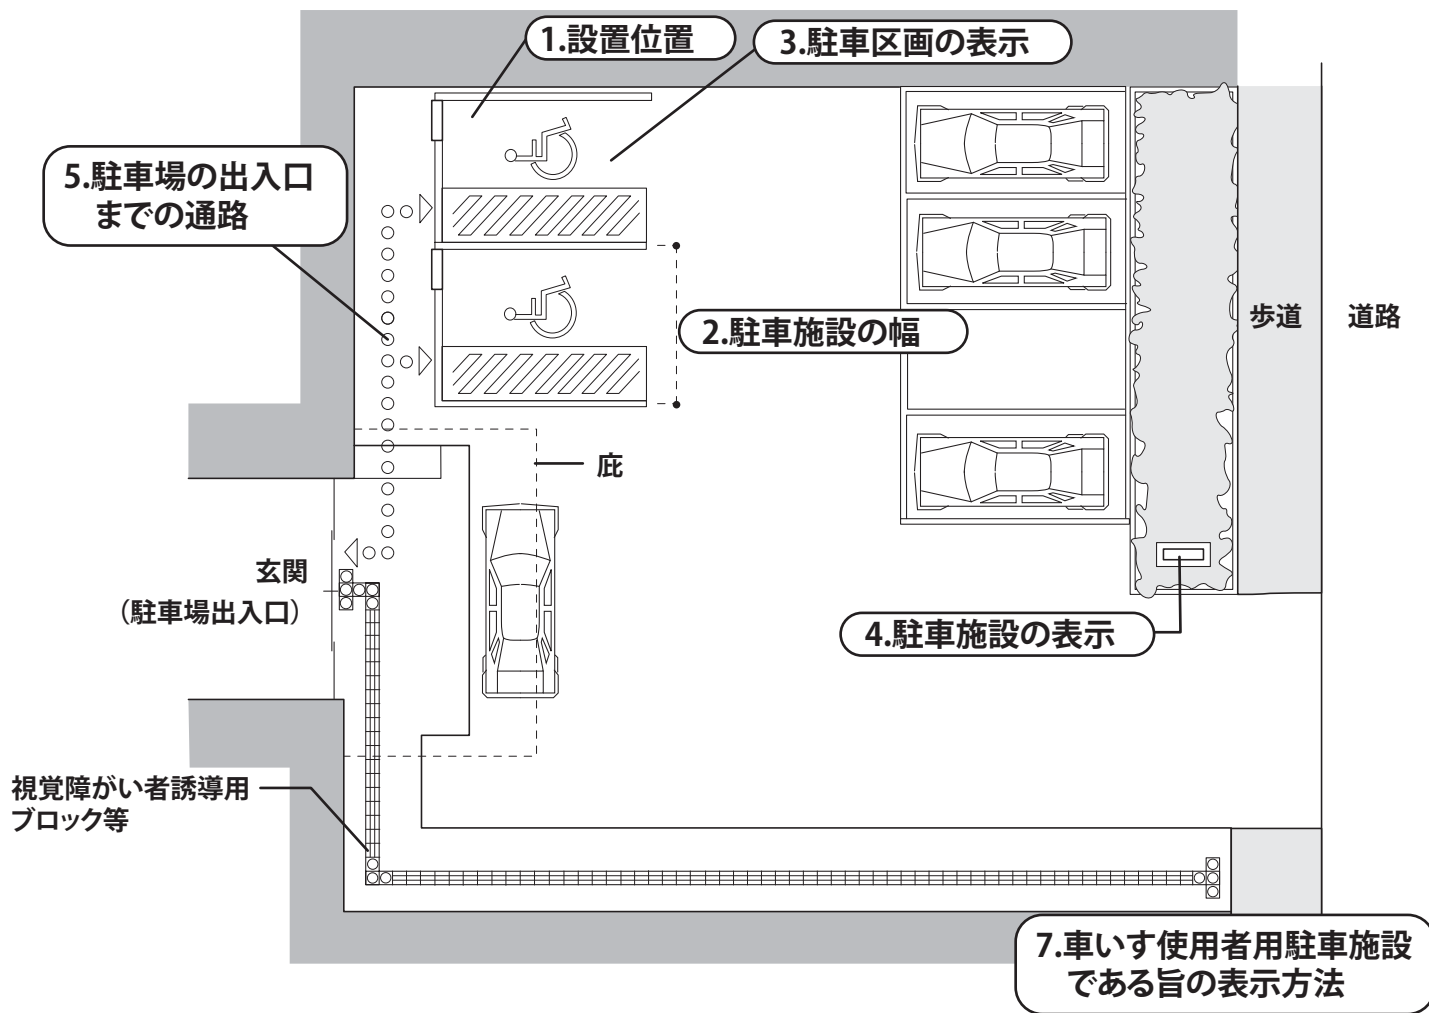 1.設置位置
3.駐車区画の表示
5.駐車場の出入口
までの通路
2.駐車施設の幅
歩道
道路
庇
玄関
（駐車場出入口）
4.駐車施設の表示
視覚障がい者誘導用
ブロック等
7.車いす使用者用駐車施設
である旨の表示方法